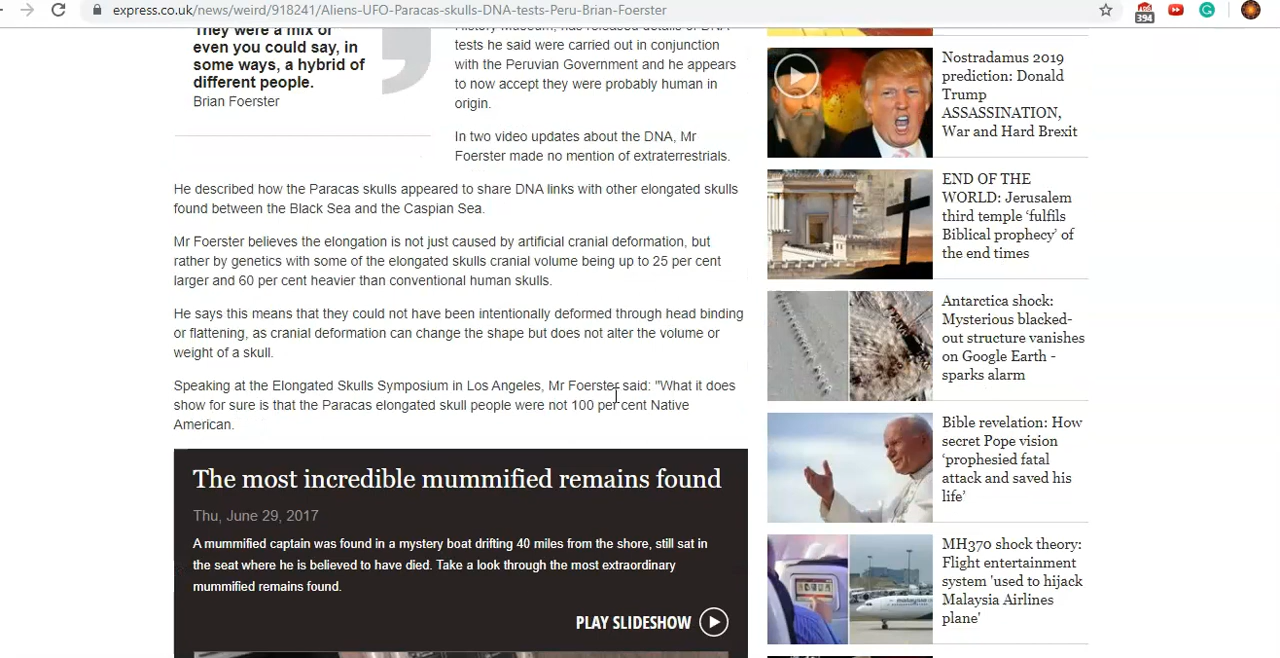 express.co.uk/news/weird/918241/Aliens-UFO-Paracas-skulls-DNA-tests-Peru-Brian-Foerster
394
They were a mix or
even you could say, in
some ways, a hybrid of
different people.
Brian Foerster
History Museum, has released details of DNA
tests he said were carried out in conjunction
with the Peruvian Government and he appears
to now accept they were probably human in
origin.
In two video updates about the DNA, Mr
Foerster made no mention of extraterrestrials.
He described how the Paracas skulls appeared to share DNA links with other elongated skulls
found between the Black Sea and the Caspian Sea.
Mr Foerster believes the elongation is not just caused by artificial cranial deformation, but
rather by genetics with some of the elongated skulls cranial volume being up to 25 per cent
larger and 60 per cent heavier than conventional human skulls.
He says this means that they could not have been intentionally deformed through head binding
or flattening, as cranial deformation can change the shape but does not alter the volume or
weight of a skull.
Speaking at the Elongated Skulls Symposium in Los Angeles, Mr Foerster said: "What it does
show for sure is that the Paracas elongated skull people were not 100 per cent Native
American.
The most incredible mummified remains found
Thu, June 29, 2017
A mummified captain was found in a mystery boat drifting 40 miles from the shore, still sat in
the seat where he is believed to have died. Take a look through the most extraordinary
mummified remains found.
PLAY SLIDESHOW
Nostradamus 2019
prediction: Donald
Trump
ASSASSINATION,
War and Hard Brexit
END OF THE
WORLD: Jerusalem
third temple ‘fulfils
Biblical prophecy’ of
the end times
Antarctica shock:
Mysterious blacked-
out structure vanishes
on Google Earth -
sparks alarm
Bible revelation: How
secret Pope vision
‘prophesied fatal
attack and saved his
life’
MH370 shock theory:
Flight entertainment
system 'used to hijack
Malaysia Airlines
plane'